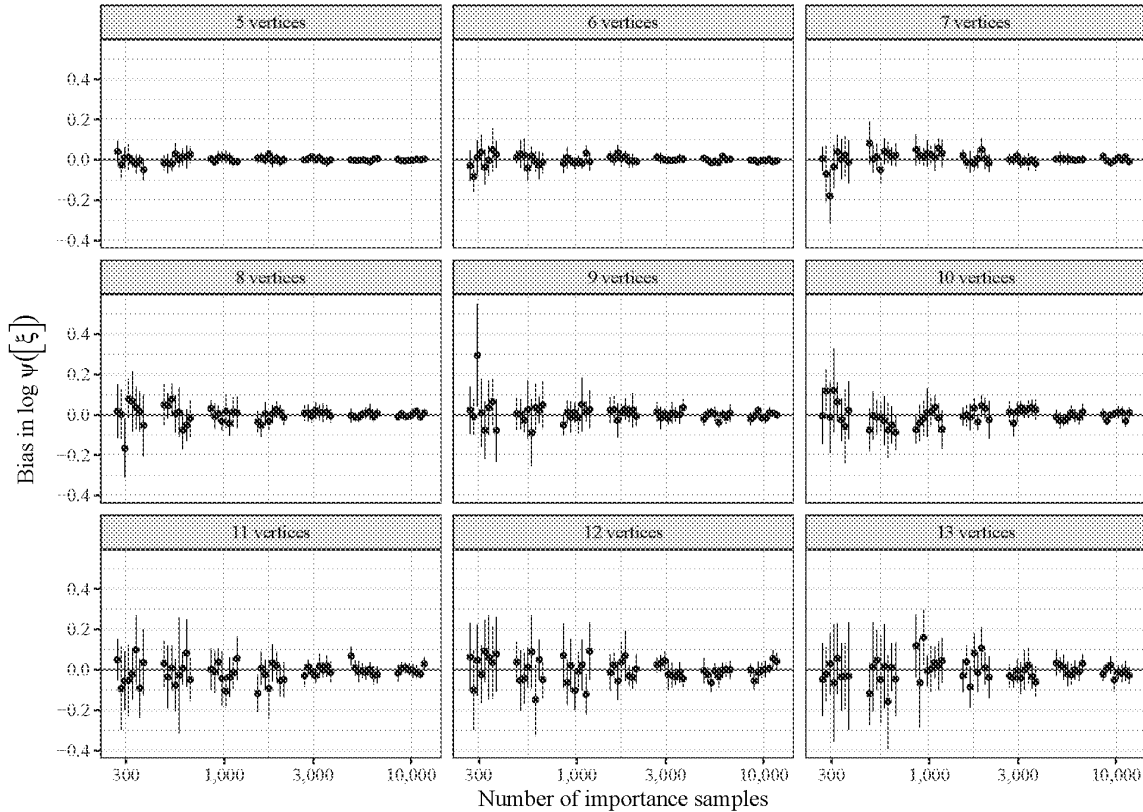 5 vertices
6 vertices
7 vertices
0.4
0.2
0.0
−0.2
−0.4
8 vertices
9 vertices
10 vertices
0.4
0.2
0.0
−0.2
−0.4
11 vertices
12 vertices
13 vertices
0.4
0.2
0.0
−0.2
−0.4
300 1,000 3,000 10,000
300 1,000 3,000 10,000
300 1,000 3,000 10,000
Number of importance samples
Bias in log ψ([ξ])